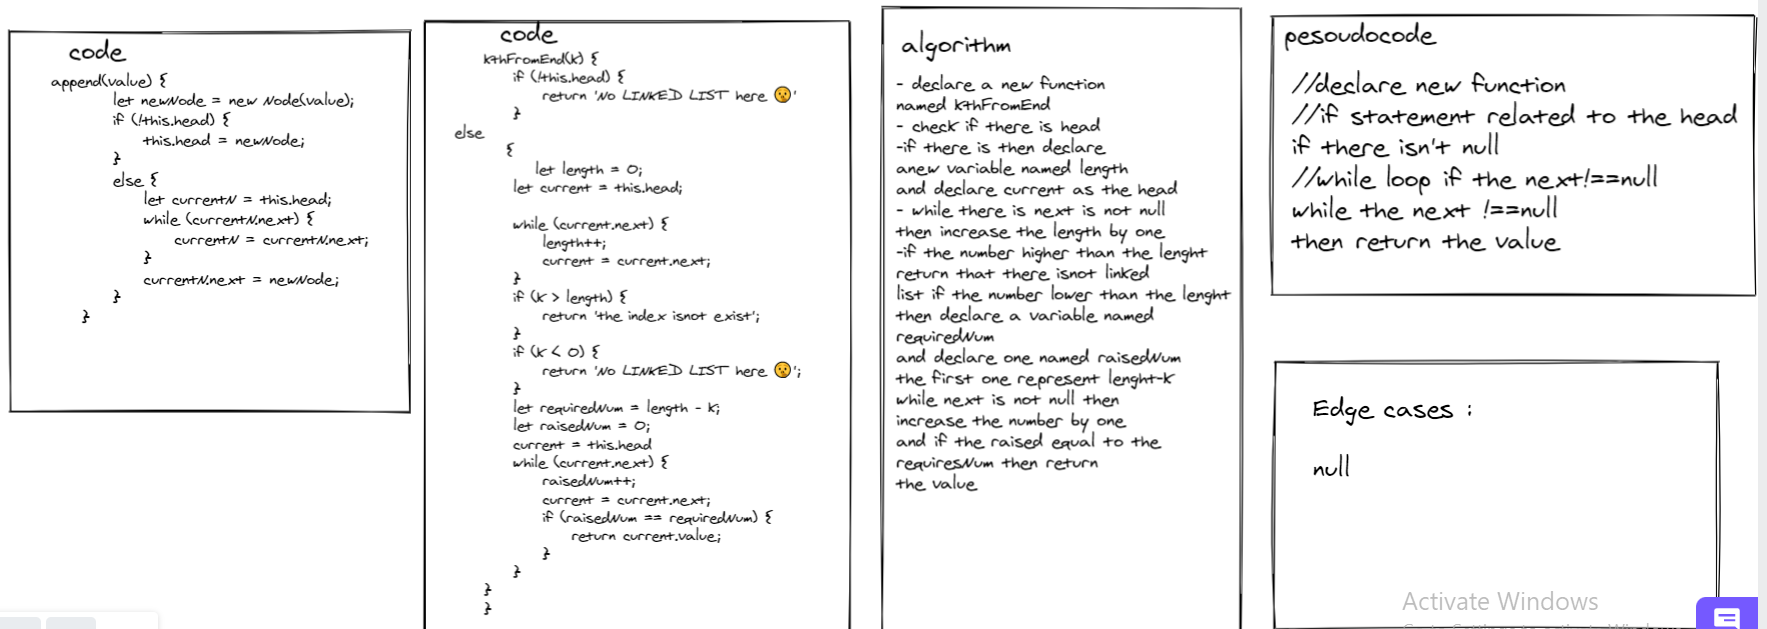 code
append(value) {
let newNode = new Node(value);
if (!this.head) {
this.head = newNode;
}
else {
let currentN = this.head;
while (currentN.next) {
currentN = currentN.next;
}
currentN.next = newNode;
}
}
code
kthFromEnd(k) {
if (!this.head) {
return 'No LINKED LIST here 😗'
}
else
{
let length = 0;
let current = this.head;
while (current.next) {
length++;
current = current.next;
}
if (k > length) {
return 'the index isnot exist';
}
if (k < 0) {
return 'No LINKED LIST here 😗';
}
let requiredNum = length - k;
let raisedNum = 0;
current = this.head
while (current.next) {
raisedNum++;
current = current.next;
if (raisedNum == requiredNum) {
return current.value;
}
}
}
}
algorithm
- declare a new function
named kthFromEnd
- check if there is head
-if there is then declare
anew variable named length
and declare current as the head
- while there is next is not null
then increase the length by one
-if the number higher than the lenght
return that there isnot linked
list if the number lower than the lenght
then declare a variable named
requiredNum
and declare one named raisedNum
the first one represent lenght-k
while next is not null then
increase the number by one
and if the raised equal to the
requiresNum then return
the value
pesoudocode
//declare new function
//if statement related to the head
if there isn't null
//while loop if the next!==null
while the next !==null
then return the value
Edge cases :
null
Activate Windows